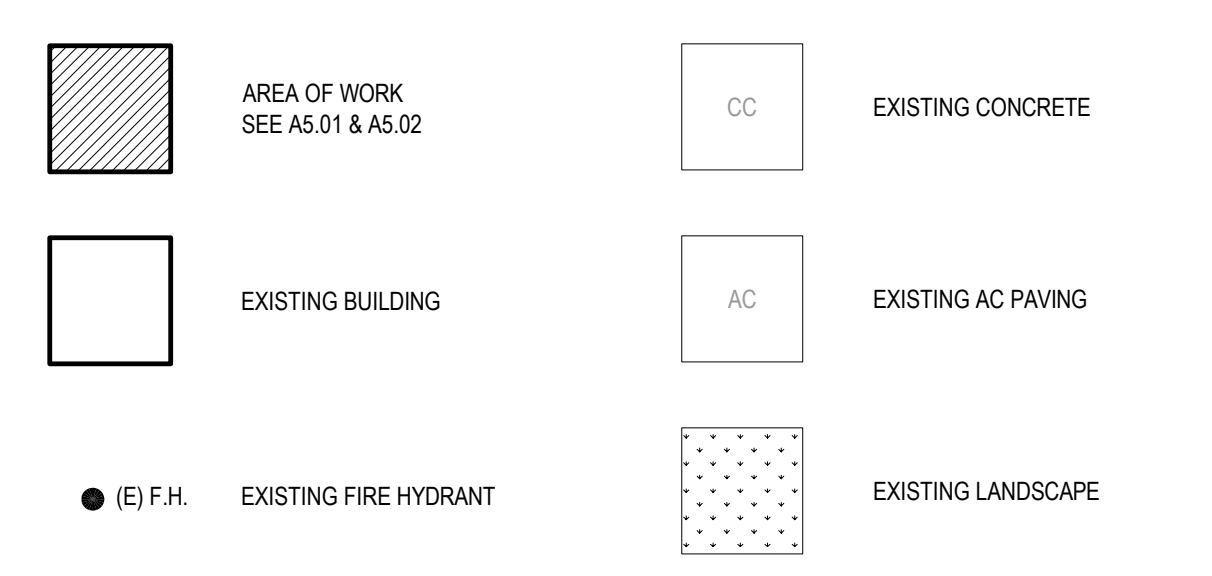 AREA OF WORK
SEE A5.01 & A5.02
EXISTING BUILDING
(E) F.H. EXISTING FIRE HYDRANT
CC EXISTING CONCRETE
AC EXISTING AC PAVING
EXISTING LANDSCAPE